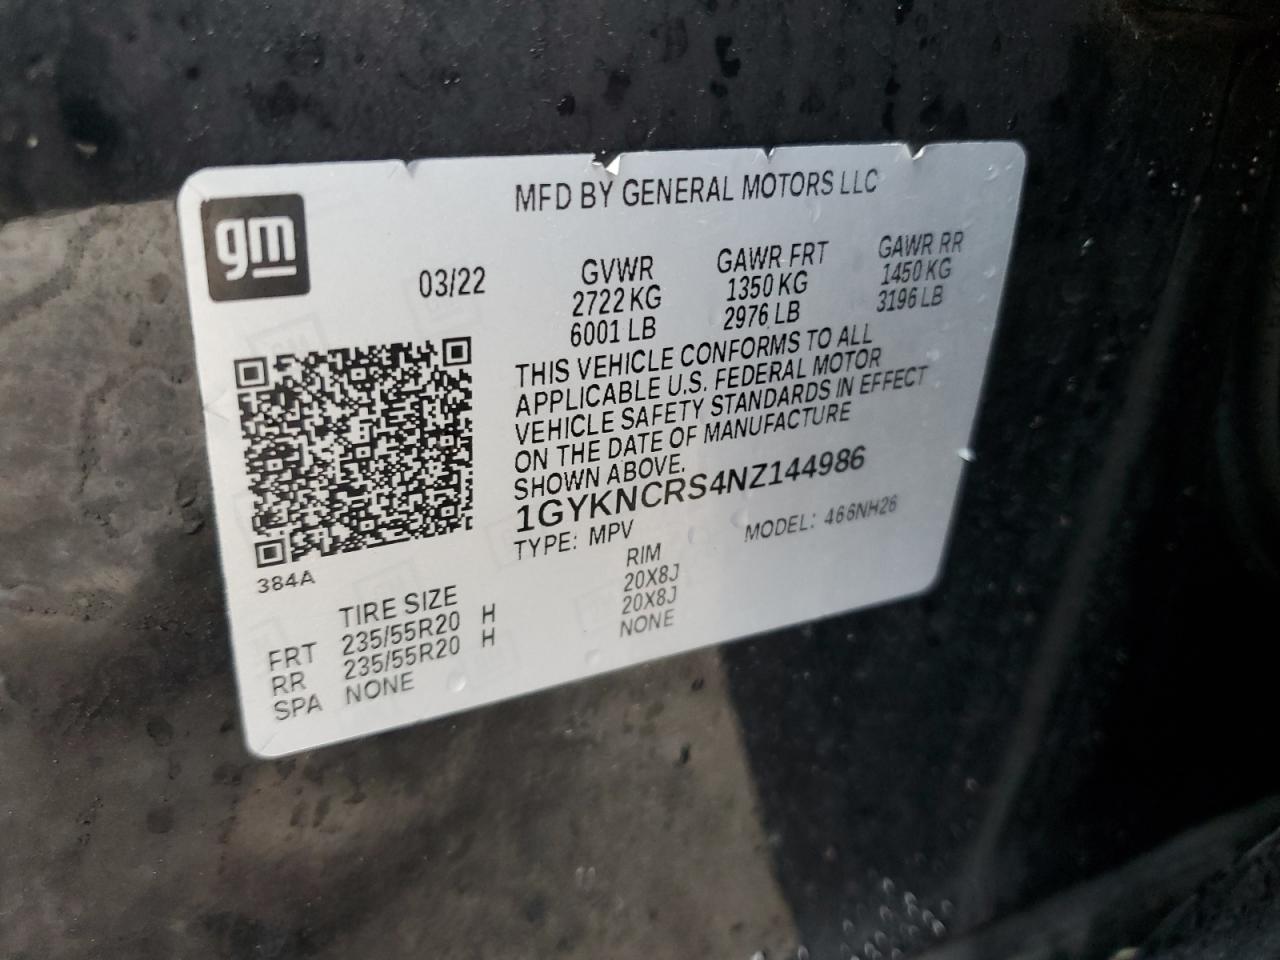 gm
MFD BY GENERAL MOTORS LLC
03/22
GVWR
2722 KG
6001 LB
GAWR FRT
1350 KG
2976 LB
GAWR RR
1450 KG
3196 LB
THIS VEHICLE CONFORMS TO ALL
APPLICABLE U.S. FEDERAL MOTOR
VEHICLE SAFETY STANDARDS IN EFFECT
ON THE DATE OF MANUFACTURE
SHOWN ABOVE.
1GYKNCRS4NZ144986
TYPE: MPV
MODEL: 466NH26
384A
TIRE SIZE
RIM
FRT 235/55R20 H 20X8J
RR 235/55R20 H 20X8J
SPA NONE NONE